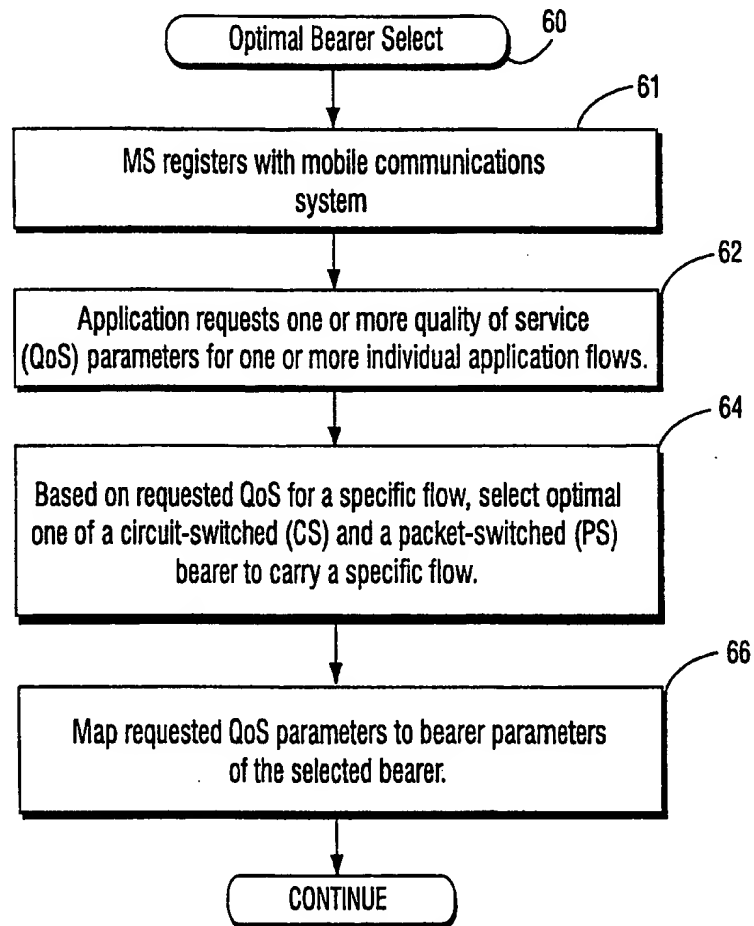 Optimal Bearer Select
60
61
MS registers with mobile communications
system
62
Application requests one or more quality of service
(QoS) parameters for one or more individual application flows.
64
Based on requested QoS for a specific flow, select optimal
one of a circuit-switched (CS) and a packet-switched (PS)
bearer to carry a specific flow.
66
Map requested QoS parameters to bearer parameters
of the selected bearer.
CONTINUE